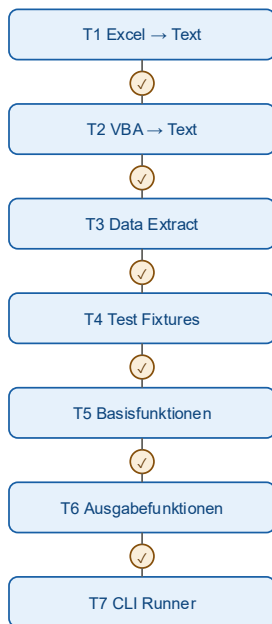 T1 Excel → Text
✓
T2 VBA → Text
✓
T3 Data Extract
✓
T4 Test Fixtures
✓
T5 Basisfunktionen
✓
T6 Ausgabefunktionen
✓
T7 CLI Runner